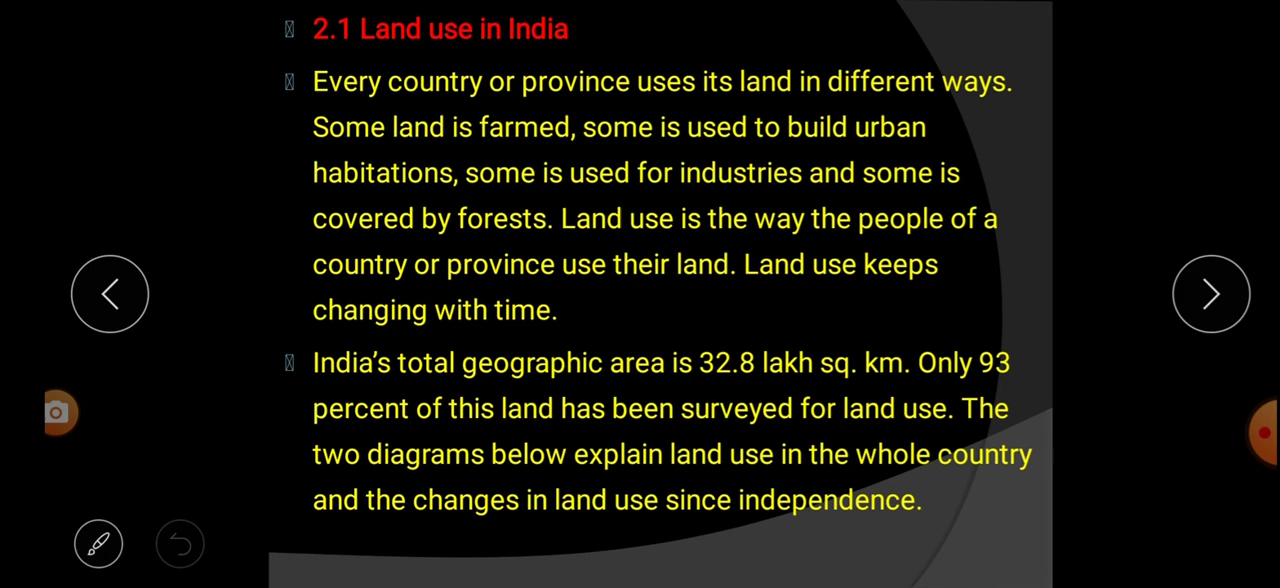 2.1 Land use in India
Every country or province uses its land in different ways.
Some land is farmed, some is used to build urban
habitations, some is used for industries and some is
covered by forests. Land use is the way the people of a
country or province use their land. Land use keeps
changing with time.
India’s total geographic area is 32.8 lakh sq. km. Only 93
percent of this land has been surveyed for land use. The
two diagrams below explain land use in the whole country
and the changes in land use since independence.